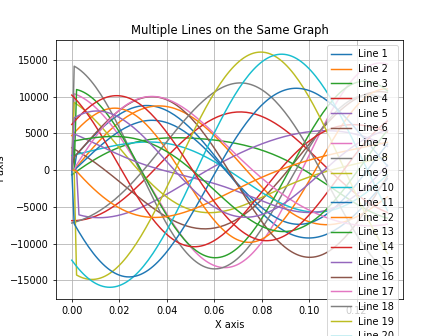 Multiple Lines on the Same Graph
15000
10000
5000
0
−5000
−10000
−15000
0.00 0.02 0.04 0.06 0.08 0.10
X axis
Line 1
Line 2
Line 3
Line 4
Line 5
Line 6
Line 7
Line 8
Line 9
Line 10
Line 11
Line 12
Line 13
Line 14
Line 15
Line 16
Line 17
Line 18
Line 19
Line 20